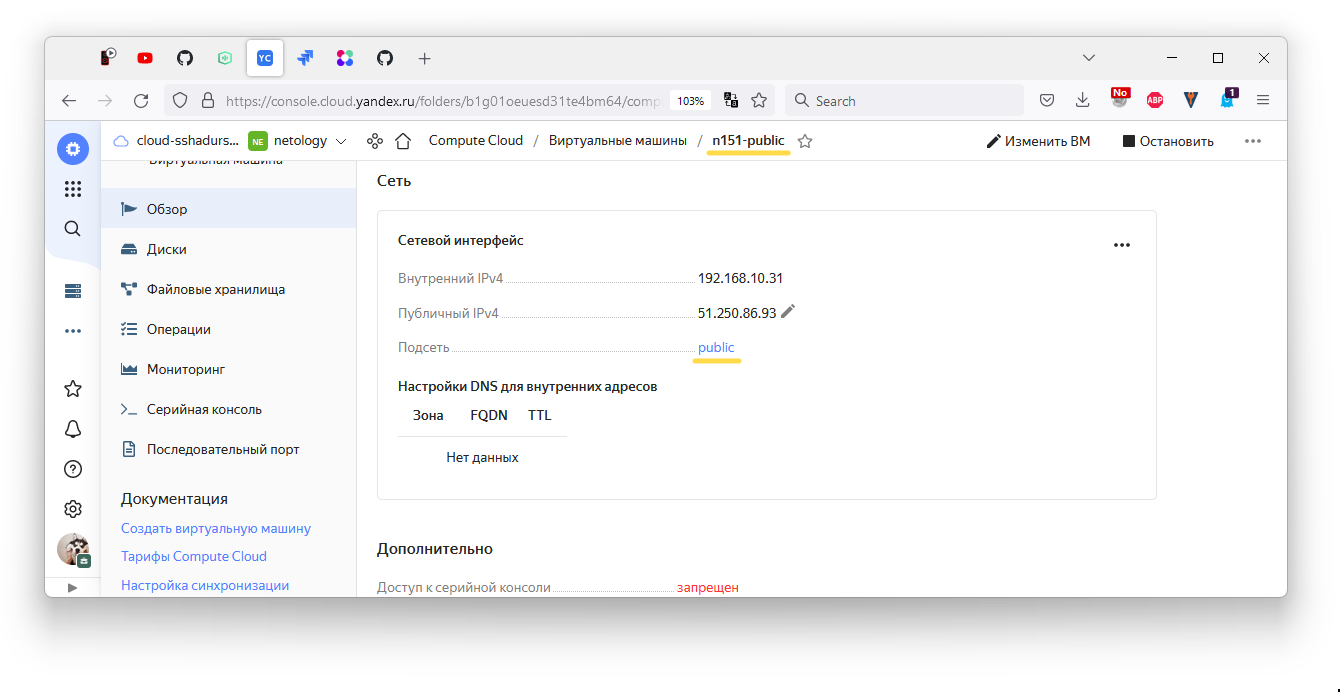 YC
https://console.cloud.yandex.ru/folders/b1g01oeuesd31te4bm64/comp
103%
Search
No
ABP
1
cloud-sshadurs...
NE
netology
Compute Cloud / Виртуальные машины / n151-public
Изменить ВМ
Остановить
Виртуальная машина
Обзор
Диски
Файловые хранилища
Операции
Мониторинг
Серийная консоль
Последовательный порт
Документация
Создать виртуальную машину
Тарифы Compute Cloud
Настройка синхронизации
Сеть
Сетевой интерфейс
Внутренний IPv4 192.168.10.31
Публичный IPv4 51.250.86.93
Подсеть public
Настройки DNS для внутренних адресов
Зона FQDN TTL
Нет данных
Дополнительно
Доступ к серийной консоли запрещен